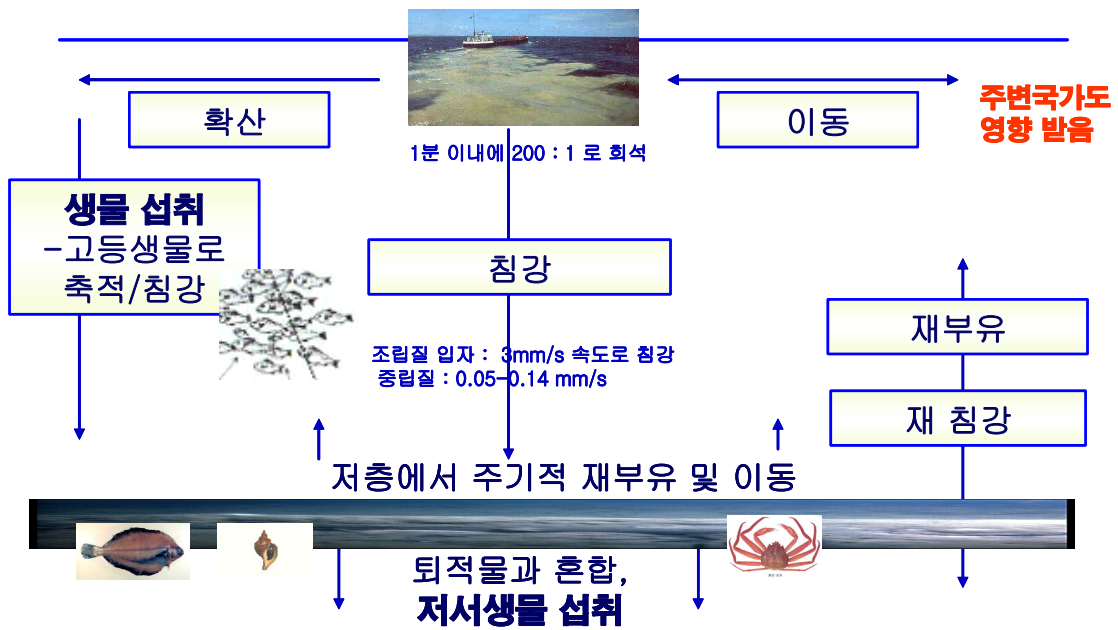 확산
이동
주변국가도
영향 받음
1분 이내에 200 : 1 로 희석
생물 섭취
-고등생물로
축적/침강
침강
재부유
조립질 입자 : 3mm/s 속도로 침강
중립질 : 0.05-0.14 mm/s
재 침강
저층에서 주기적 재부유 및 이동
퇴적물과 혼합,
저서생물 섭취